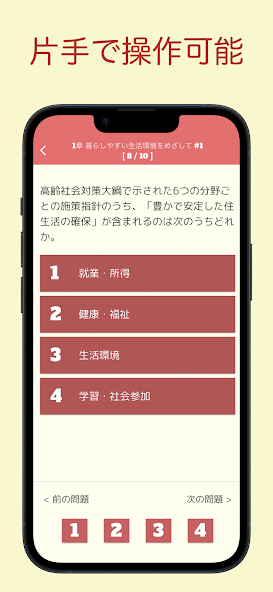 片手で操作可能
1章 暮らしやすい生活環境をめざして #1
[ 8 / 10 ]
高齢社会対策大綱で示された6つの分野ご
との施策指針のうち、「豊かで安定した住
生活の確保」が含まれるのは次のうちどれ
か。
1 就業・所得
2 健康・福祉
3 生活環境
4 学習・社会参加
< 前の問題 次の問題 >
1 2 3 4